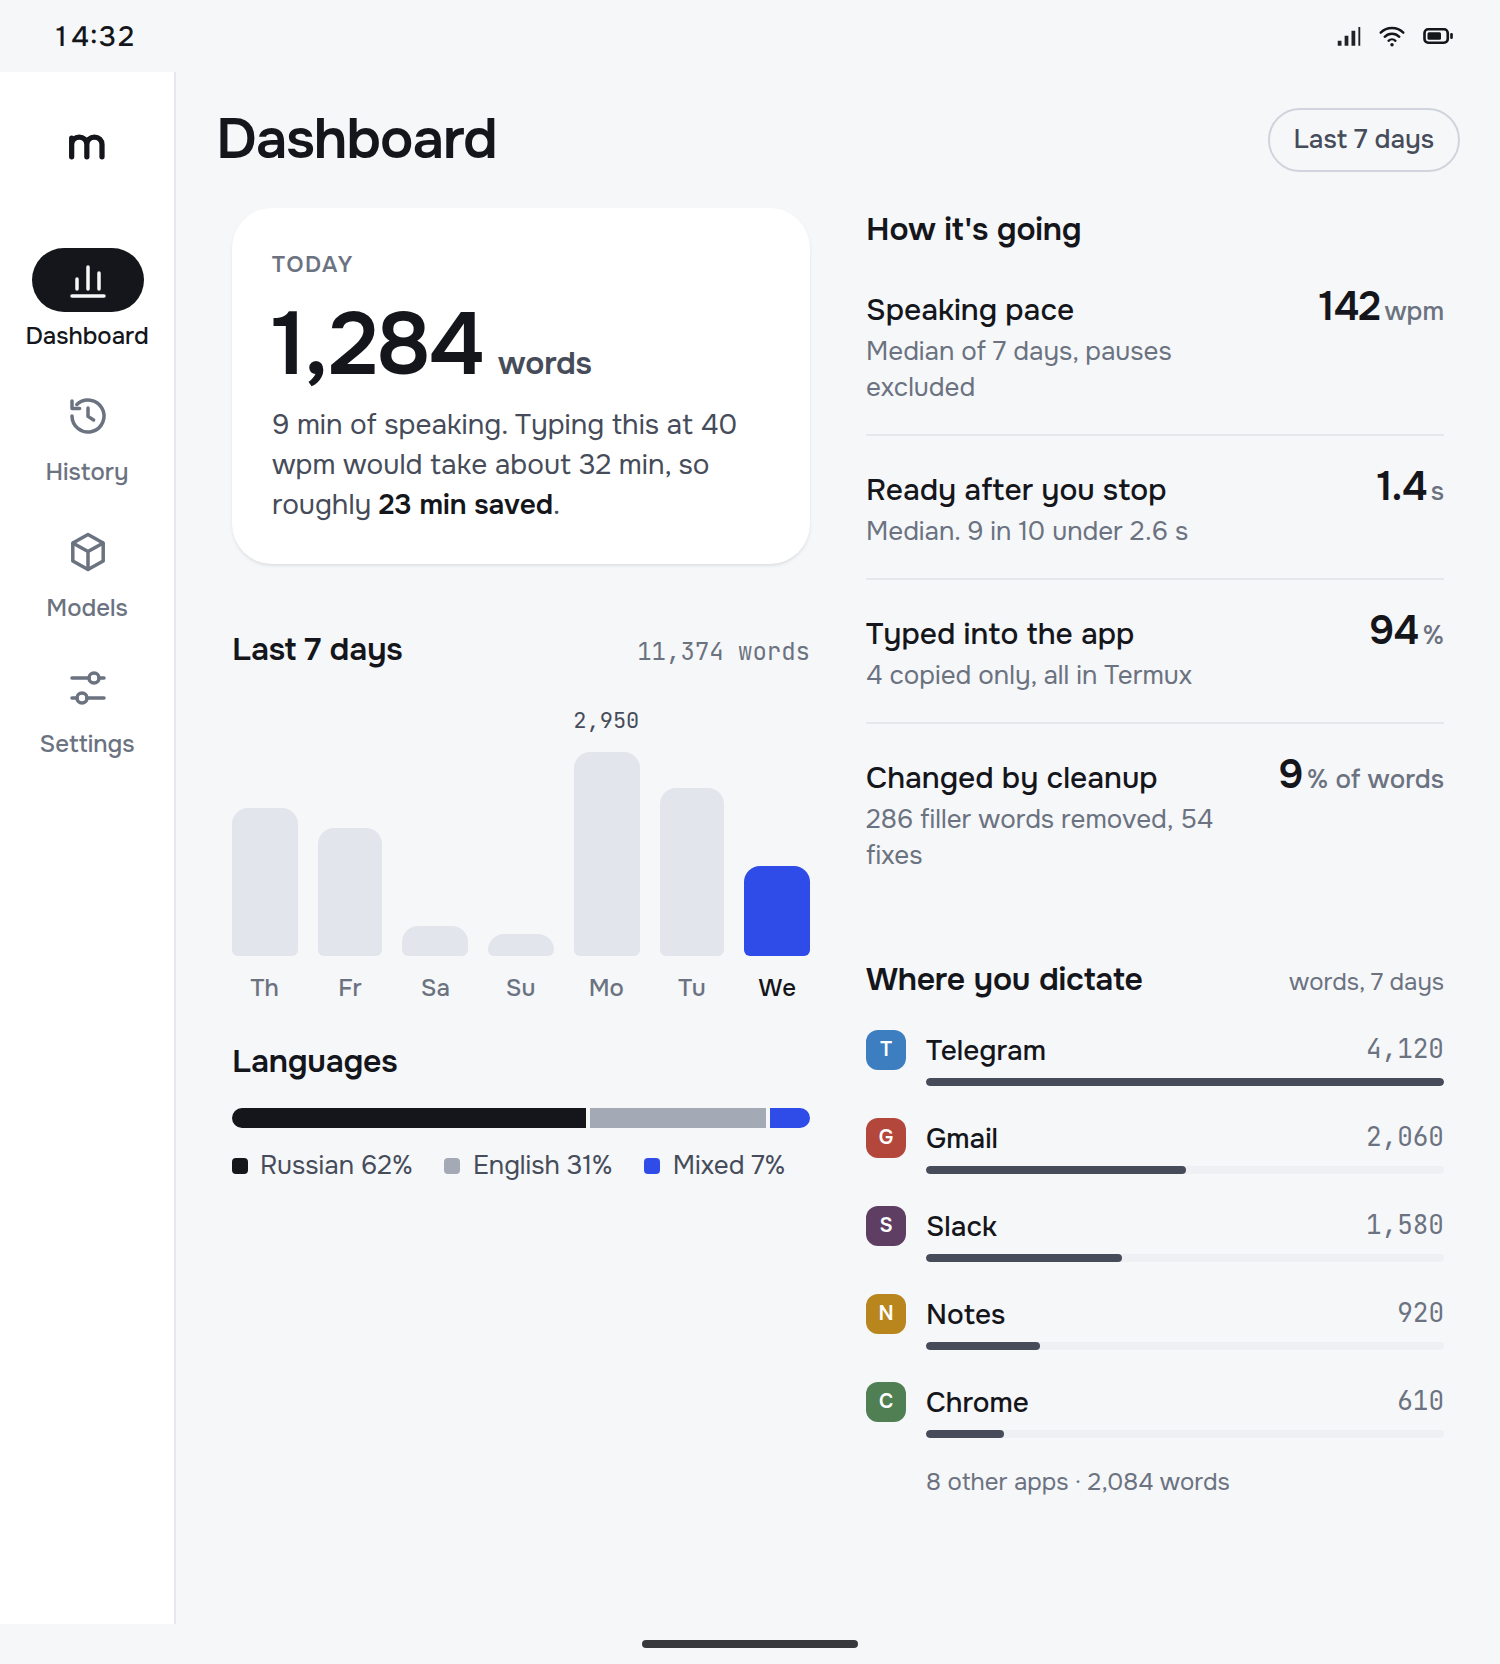 14:32
m
Dashboard
History
Models
Settings
Dashboard
Last 7 days
TODAY
1,284 words
9 min of speaking. Typing this at 40
wpm would take about 32 min, so
roughly 23 min saved.
Last 7 days
11,374 words
2,950
Th Fr Sa Su Mo Tu We
Languages
Russian 62% English 31% Mixed 7%
How it's going
Speaking pace
142 wpm
Median of 7 days, pauses
excluded
Ready after you stop
1.4 s
Median. 9 in 10 under 2.6 s
Typed into the app
94 %
4 copied only, all in Termux
Changed by cleanup
9 % of words
286 filler words removed, 54
fixes
Where you dictate
words, 7 days
T Telegram 4,120
G Gmail 2,060
S Slack 1,580
N Notes 920
C Chrome 610
8 other apps · 2,084 words